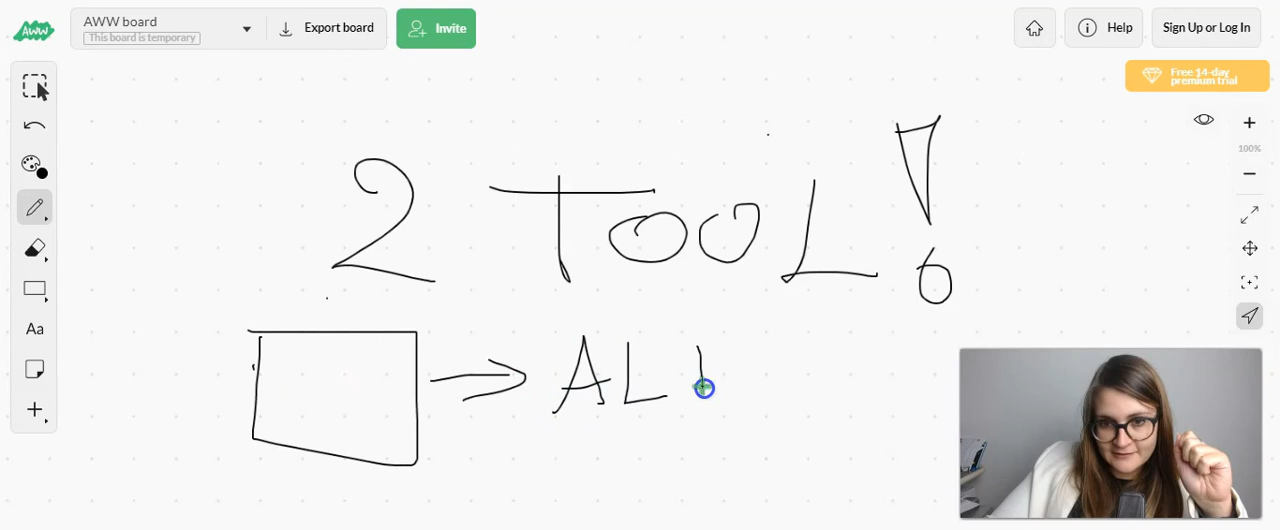 AWW
AWW board
This board is temporary
Export board
Invite
Help
Sign Up or Log In
Free 14-day
premium trial
100%
Aa
2 TOOL!
AL